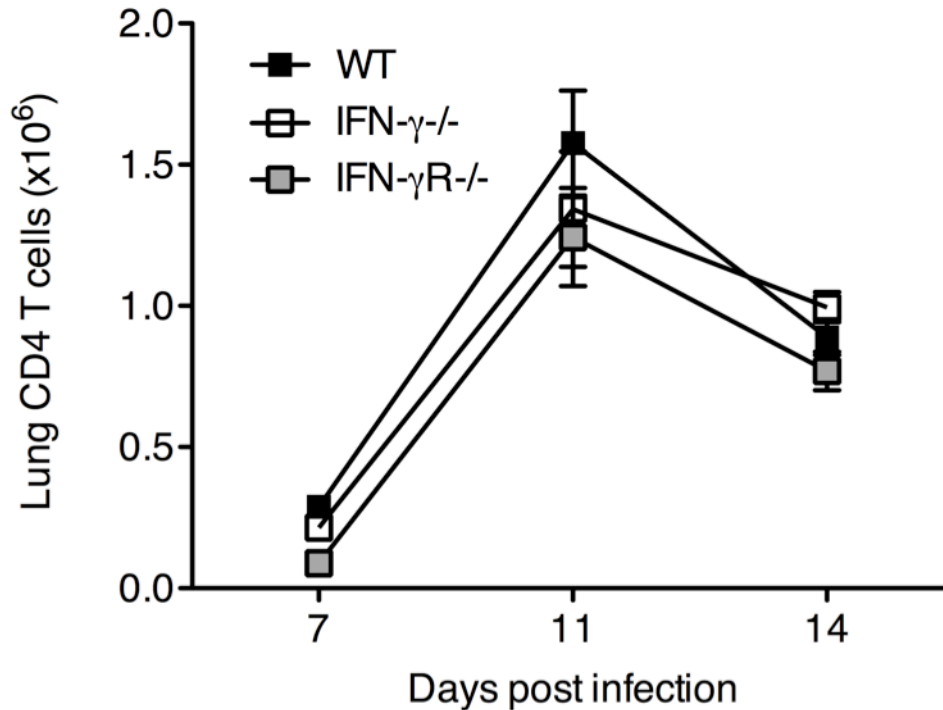 2.0
1.5
1.0
0.5
0.0
Lung CD4 T cells (x10⁶)
WT
IFN-γ-/-
IFN-γR-/-
7 11 14
Days post infection